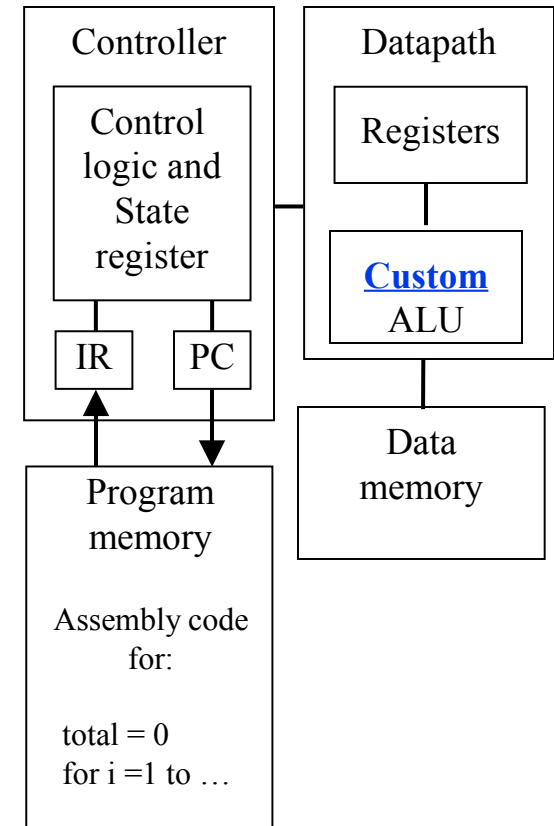 Controller
Control
logic and
State
register
IR
PC
Datapath
Registers
Custom
ALU
Data
memory
Program
memory
Assembly code
for:
total = 0
for i =1 to …